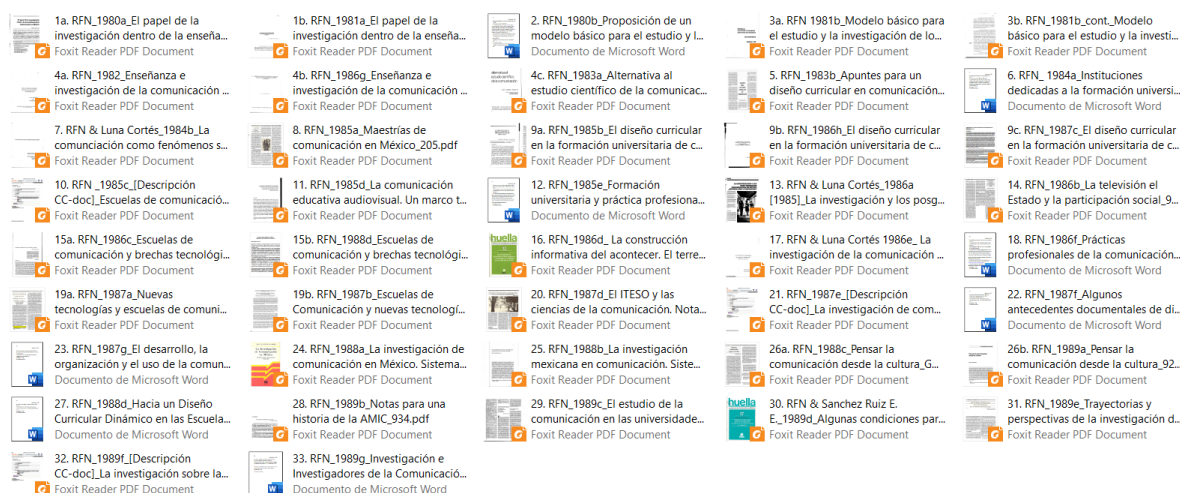 1a. RFN_1980a_El papel de la
investigación dentro de la enseña...
Foxit Reader PDF Document
1b. RFN_1981a_El papel de la
investigación dentro de la enseña...
Foxit Reader PDF Document
2. RFN_1980b_Proposición de un
modelo básico para el estudio y l...
Documento de Microsoft Word
3a. RFN 1981b_Modelo básico para
el estudio y la investigación de lo...
Foxit Reader PDF Document
3b. RFN_1981b_cont._Modelo
básico para el estudio y la investi...
Foxit Reader PDF Document
4a. RFN_1982_Enseñanza e
investigación de la comunicación ...
Foxit Reader PDF Document
4b. RFN_1986g_Enseñanza e
investigación de la comunicación ...
Foxit Reader PDF Document
4c. RFN_1983a_Alternativa al
estudio científico de la comunicac...
Foxit Reader PDF Document
5. RFN_1983b_Apuntes para un
diseño curricular en comunicación...
Foxit Reader PDF Document
6. RFN_ 1984a_Instituciones
dedicadas a la formación universi...
Documento de Microsoft Word
7. RFN & Luna Cortés_1984b_La
comunciación como fenómenos s...
Foxit Reader PDF Document
8. RFN_1985a_Maestrías de
comunicación en México_205.pdf
Foxit Reader PDF Document
9a. RFN_1985b_El diseño curricular
en la formación universitaria de c...
Foxit Reader PDF Document
9b. RFN_1986h_El diseño curricular
en la formación universitaria de c...
Foxit Reader PDF Document
9c. RFN_1987c_El diseño curricular
en la formación universitaria de c...
Foxit Reader PDF Document
10. RFN _1985c_[Descripción
CC-doc]_Escuelas de comunicació...
Foxit Reader PDF Document
11. RFN_1985d_La comunicación
educativa audiovisual. Un marco t...
Foxit Reader PDF Document
12. RFN_1985e_Formación
universitaria y práctica profesiona...
Documento de Microsoft Word
13. RFN & Luna Cortés_1986a
[1985]_La investigación y los posg...
Foxit Reader PDF Document
14. RFN_1986b_La televisión el
Estado y la participación social_9...
Foxit Reader PDF Document
15a. RFN_1986c_Escuelas de
comunicación y brechas tecnológi...
Foxit Reader PDF Document
15b. RFN_1988d_Escuelas de
comunicación y brechas tecnológi...
Foxit Reader PDF Document
huella
16. RFN_1986d_ La construcción
informativa del acontecer. El terre...
Foxit Reader PDF Document
17. RFN & Luna Cortés 1986e_ La
investigación de la comunicación ...
Foxit Reader PDF Document
18. RFN_1986f_Prácticas
profesionales de la comunicación...
Documento de Microsoft Word
19a. RFN_1987a_Nuevas
tecnologías y escuelas de comuni...
Foxit Reader PDF Document
19b. RFN_1987b_Escuelas de
Comunicación y nuevas tecnologí...
Foxit Reader PDF Document
20. RFN_1987d_El ITESO y las
ciencias de la comunicación. Nota...
Foxit Reader PDF Document
21. RFN_1987e_[Descripción
CC-doc]_La investigación de com...
Foxit Reader PDF Document
22. RFN_1987f_Algunos
antecedentes documentales de di...
Documento de Microsoft Word
23. RFN_1987g_El desarrollo, la
organización y el uso de la comun...
Documento de Microsoft Word
24. RFN_1988a_La investigación de
comunicación en México. Sistema...
Foxit Reader PDF Document
25. RFN_1988b_La investigación
mexicana en comunicación. Siste...
Foxit Reader PDF Document
26a. RFN_1988c_Pensar la
comunicación desde la cultura_G...
Foxit Reader PDF Document
26b. RFN_1989a_Pensar la
comunicación desde la cultura_92...
Foxit Reader PDF Document
27. RFN_1988d_Hacia un Diseño
Curricular Dinámico en las Escuela...
Documento de Microsoft Word
28. RFN_1989b_Notas para una
historia de la AMIC_934.pdf
Foxit Reader PDF Document
29. RFN_1989c_El estudio de la
comunicación en las universidade...
Foxit Reader PDF Document
huella
30. RFN & Sanchez Ruiz E.
E._1989d_Algunas condiciones par...
Foxit Reader PDF Document
31. RFN_1989e_Trayectorias y
perspectivas de la investigación d...
Foxit Reader PDF Document
32. RFN_1989f_[Descripción
CC-doc]_La investigación sobre la...
Foxit Reader PDF Document
33. RFN_1989g_Investigación e
Investigadores de la Comunicació...
Documento de Microsoft Word